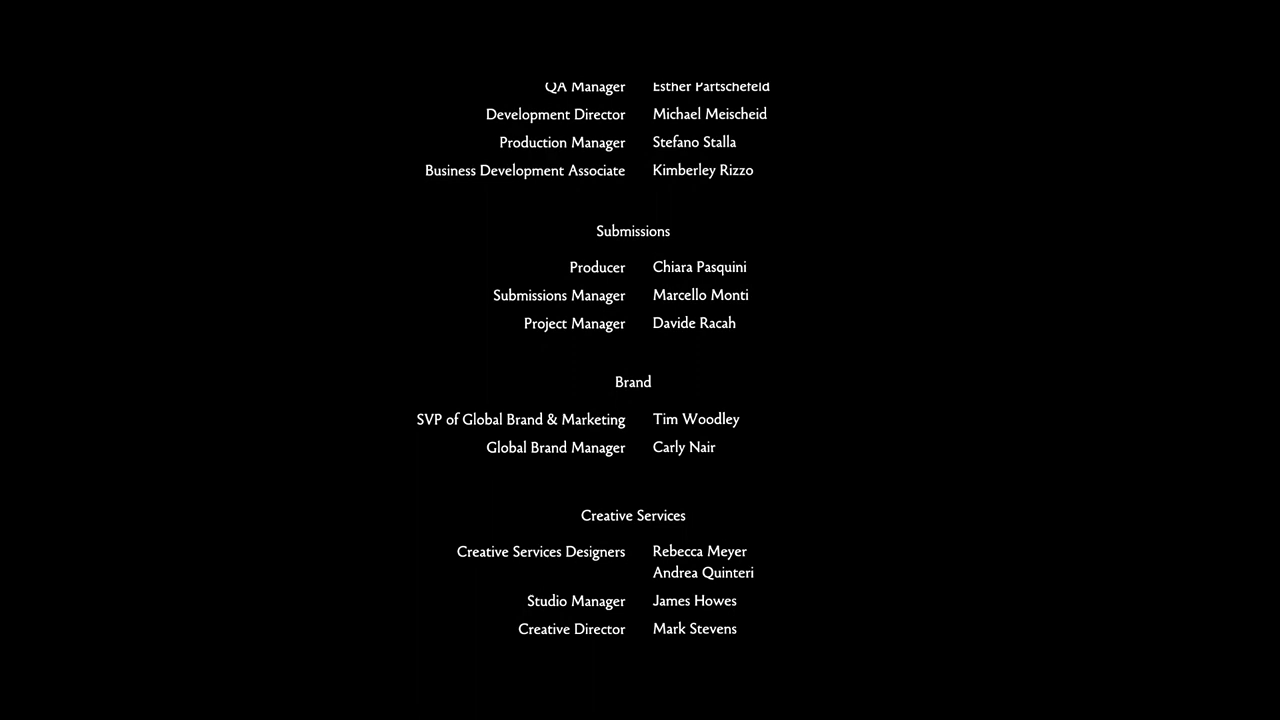 QA Manager Esther Partschefeld
Development Director Michael Meischeid
Production Manager Stefano Stalla
Business Development Associate Kimberley Rizzo
Submissions
Producer Chiara Pasquini
Submissions Manager Marcello Monti
Project Manager Davide Racah
Brand
SVP of Global Brand & Marketing Tim Woodley
Global Brand Manager Carly Nair
Creative Services
Creative Services Designers Rebecca Meyer
Andrea Quinteri
Studio Manager James Howes
Creative Director Mark Stevens